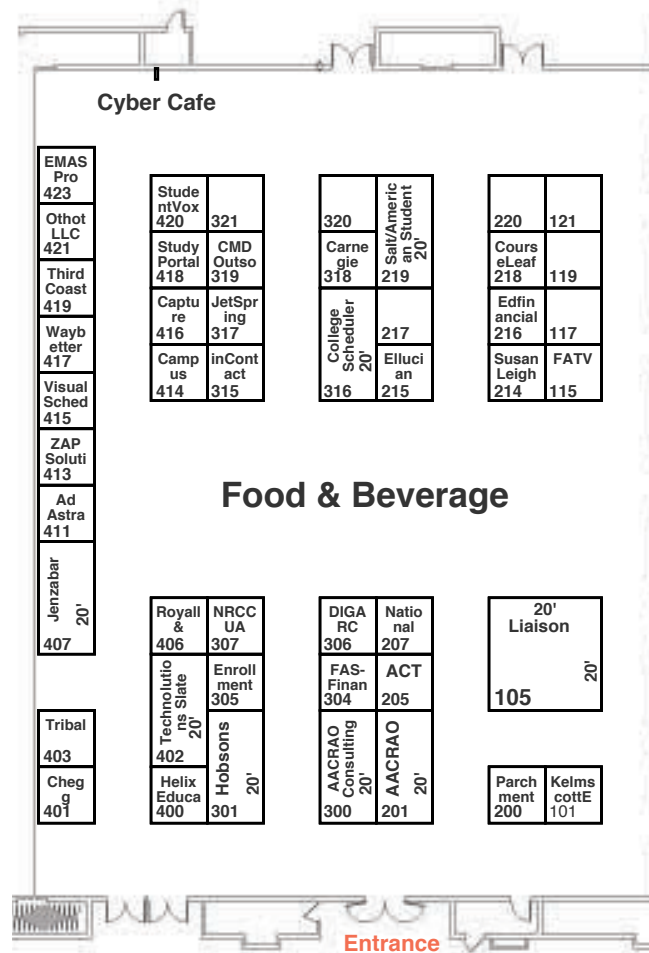 Cyber Cafe
EMAS
Pro
423
Othot
LLC
421
Third
Coast
419
Wayb
etter
417
Visual
Sched
415
ZAP
Soluti
413
Ad
Astra
411
Jenzabar
20'
407
Tribal
403
Cheg
g
401
Stude
ntVox
420
321
Study
Portal
418
CMD
Outso
319
Captu
re
416
JetSpr
ing
317
Camp
us
414
inCont
act
315
320
Salt/Americ
an Student
20'
219
Carne
gie
318
College
Scheduler
20'
316
217
Ellucian
215
220
121
Cours
eLeaf
218
119
Edfin
ancial
216
117
Susan
Leigh
214
FATV
115
Food & Beverage
Royall
&
406
NRCC
UA
307
Technolutio
ns Slate
20'
402
Enroll
ment
305
Helix
Educa
400
Hobsons
20'
301
DIGA
RC
306
Natio
nal
207
FAS-
Finan
304
ACT
205
AACRAO
Consulting
20'
300
AACRAO
20'
201
20'
Liaison
20'
105
Parch
ment
200
Kelms
cottE
101
Entrance